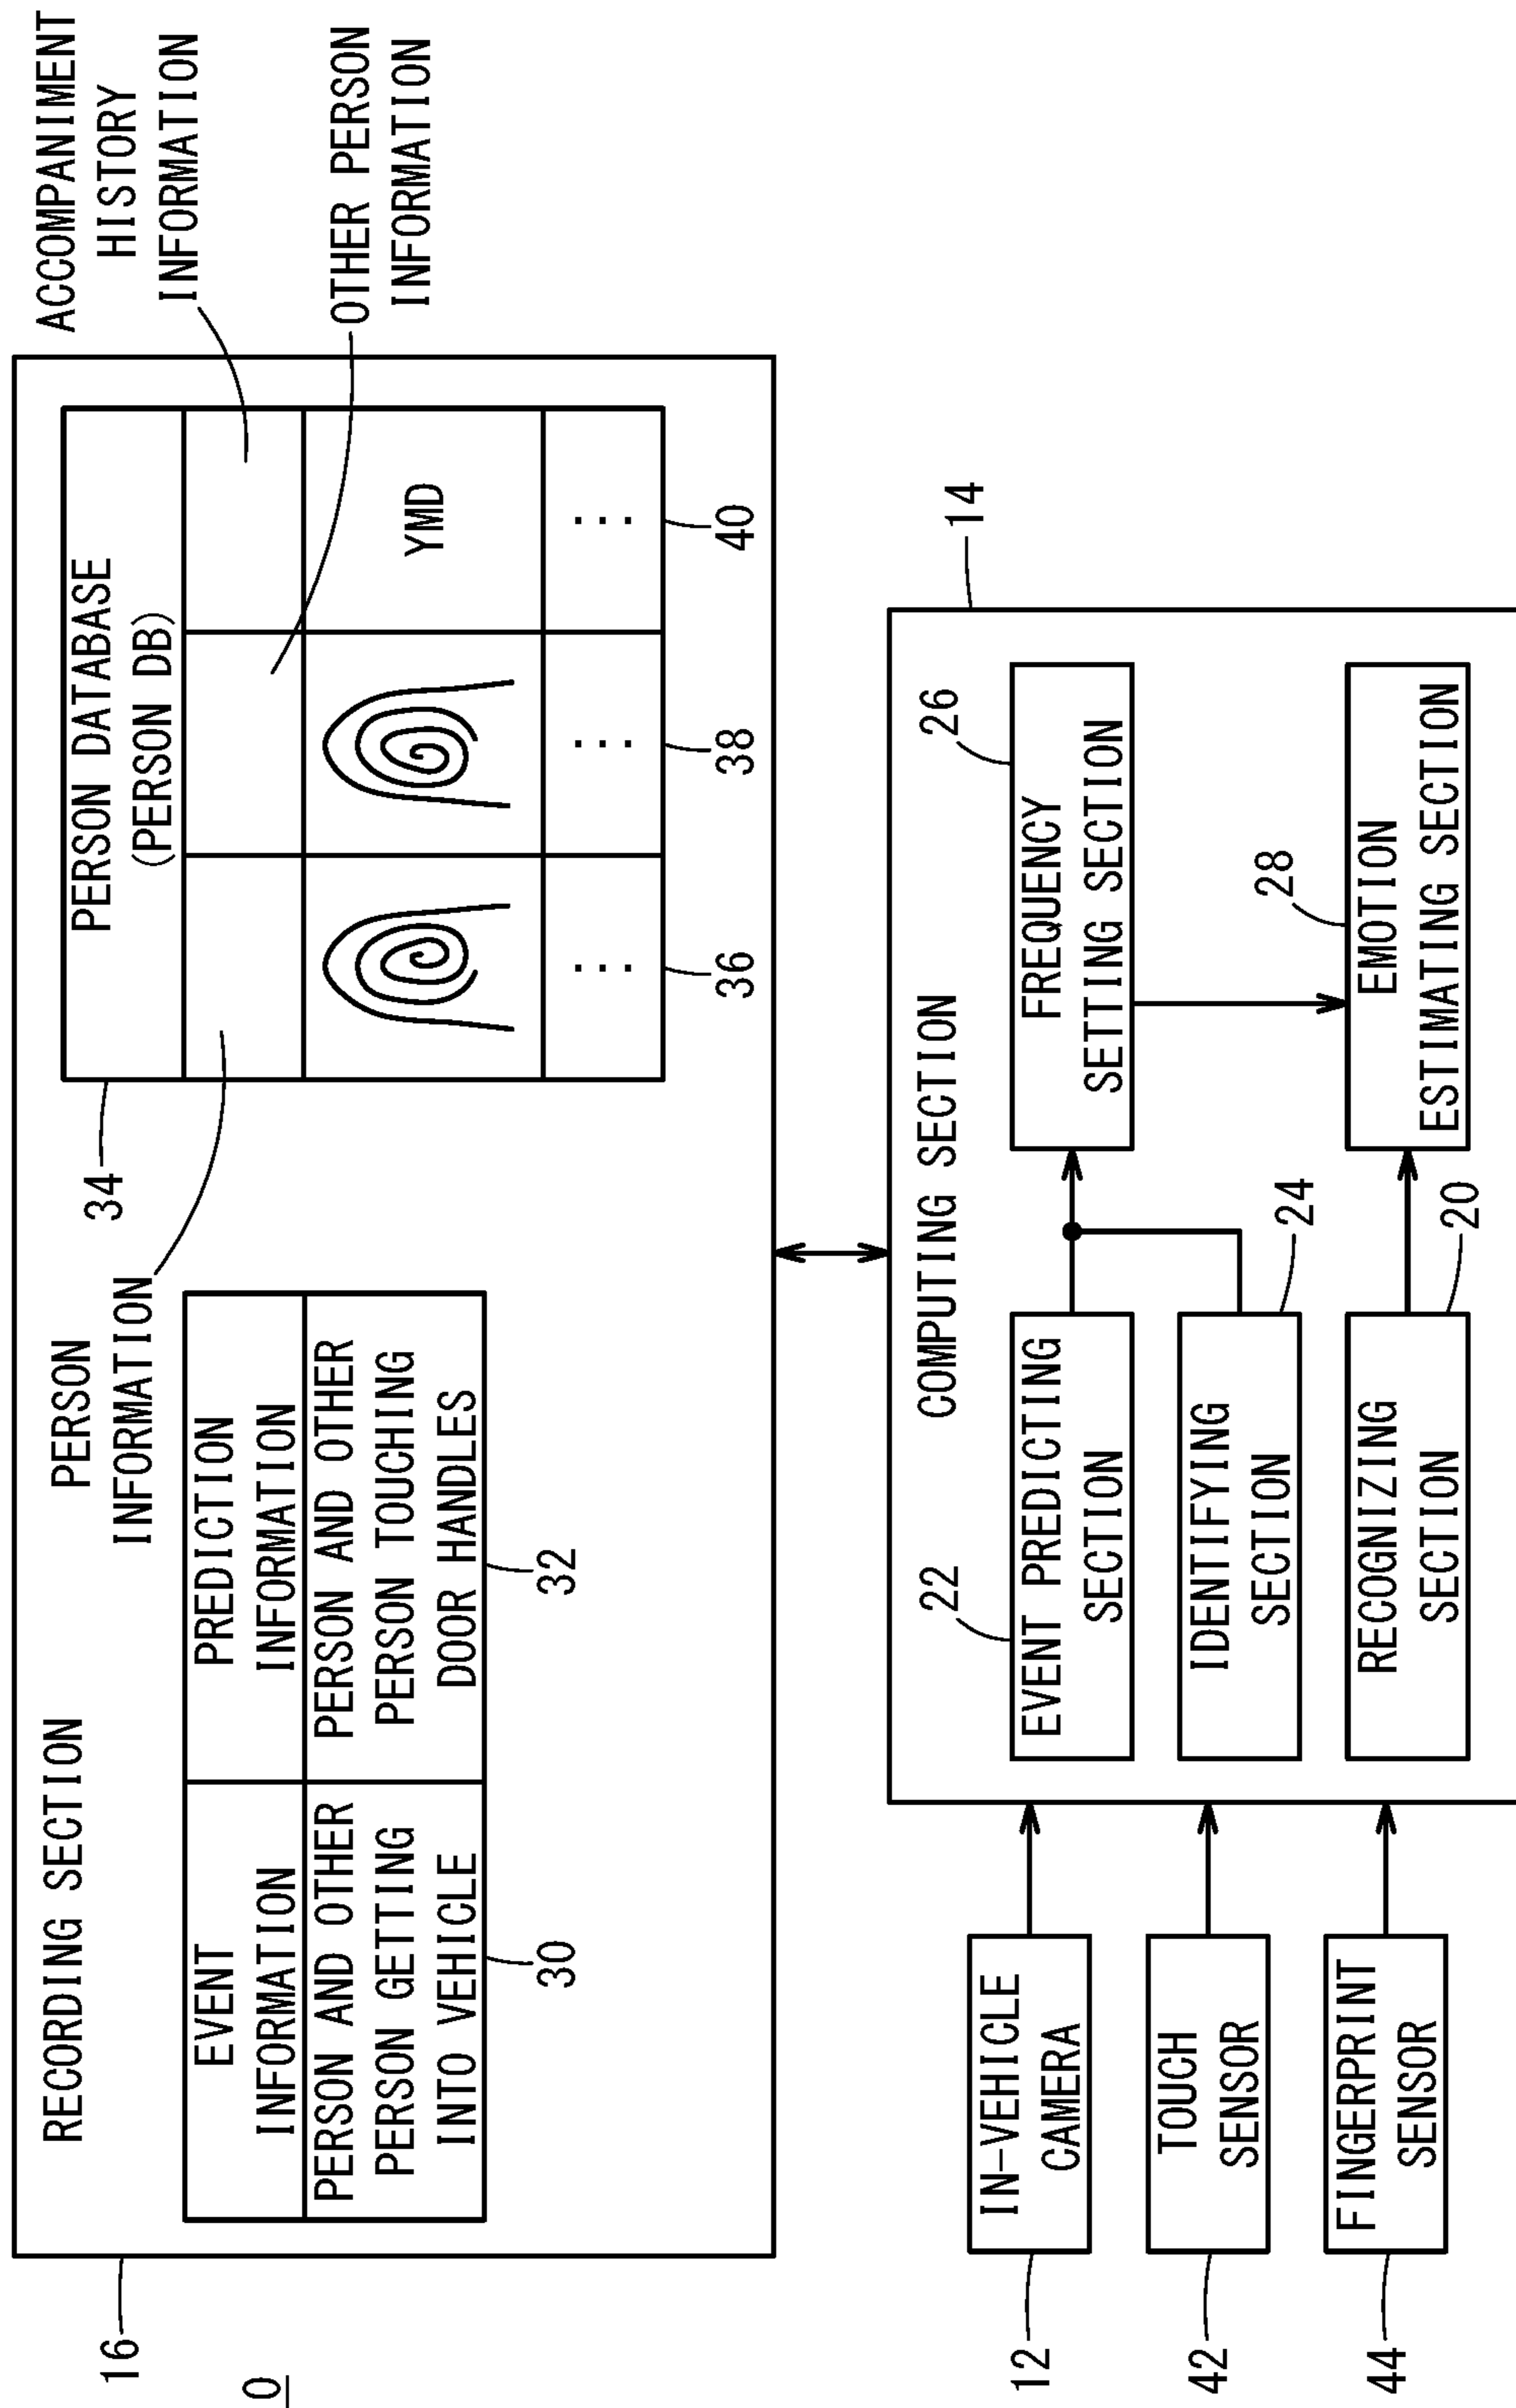 0
16
RECORDING SECTION
EVENT
INFORMATION
PREDICTION
INFORMATION
PERSON AND OTHER
PERSON GETTING
INTO VEHICLE
PERSON AND OTHER
PERSON TOUCHING
DOOR HANDLES
30
32
PERSON
INFORMATION
34
PERSON DATABASE
(PERSON DB)
YMD
...
...
...
36
38
40
ACCOMPANIMENT
HISTORY
INFORMATION
OTHER PERSON
INFORMATION
12
IN-VEHICLE
CAMERA
42
TOUCH
SENSOR
44
FINGERPRINT
SENSOR
COMPUTING SECTION
14
22
EVENT PREDICTING
SECTION
IDENTIFYING
SECTION
24
RECOGNIZING
SECTION
20
26
FREQUENCY
SETTING SECTION
28
EMOTION
ESTIMATING SECTION